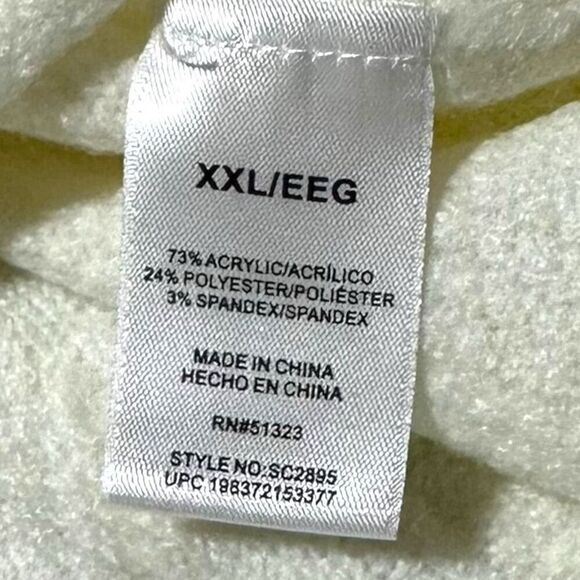 XXL/EEG
73% ACRYLIC/ACRÍLICO
24% POLYESTER/POLIÉSTER
3% SPANDEX/SPANDEX
MADE IN CHINA
HECHO EN CHINA
RN#51323
STYLE NO:SC2895
UPC 198372153377